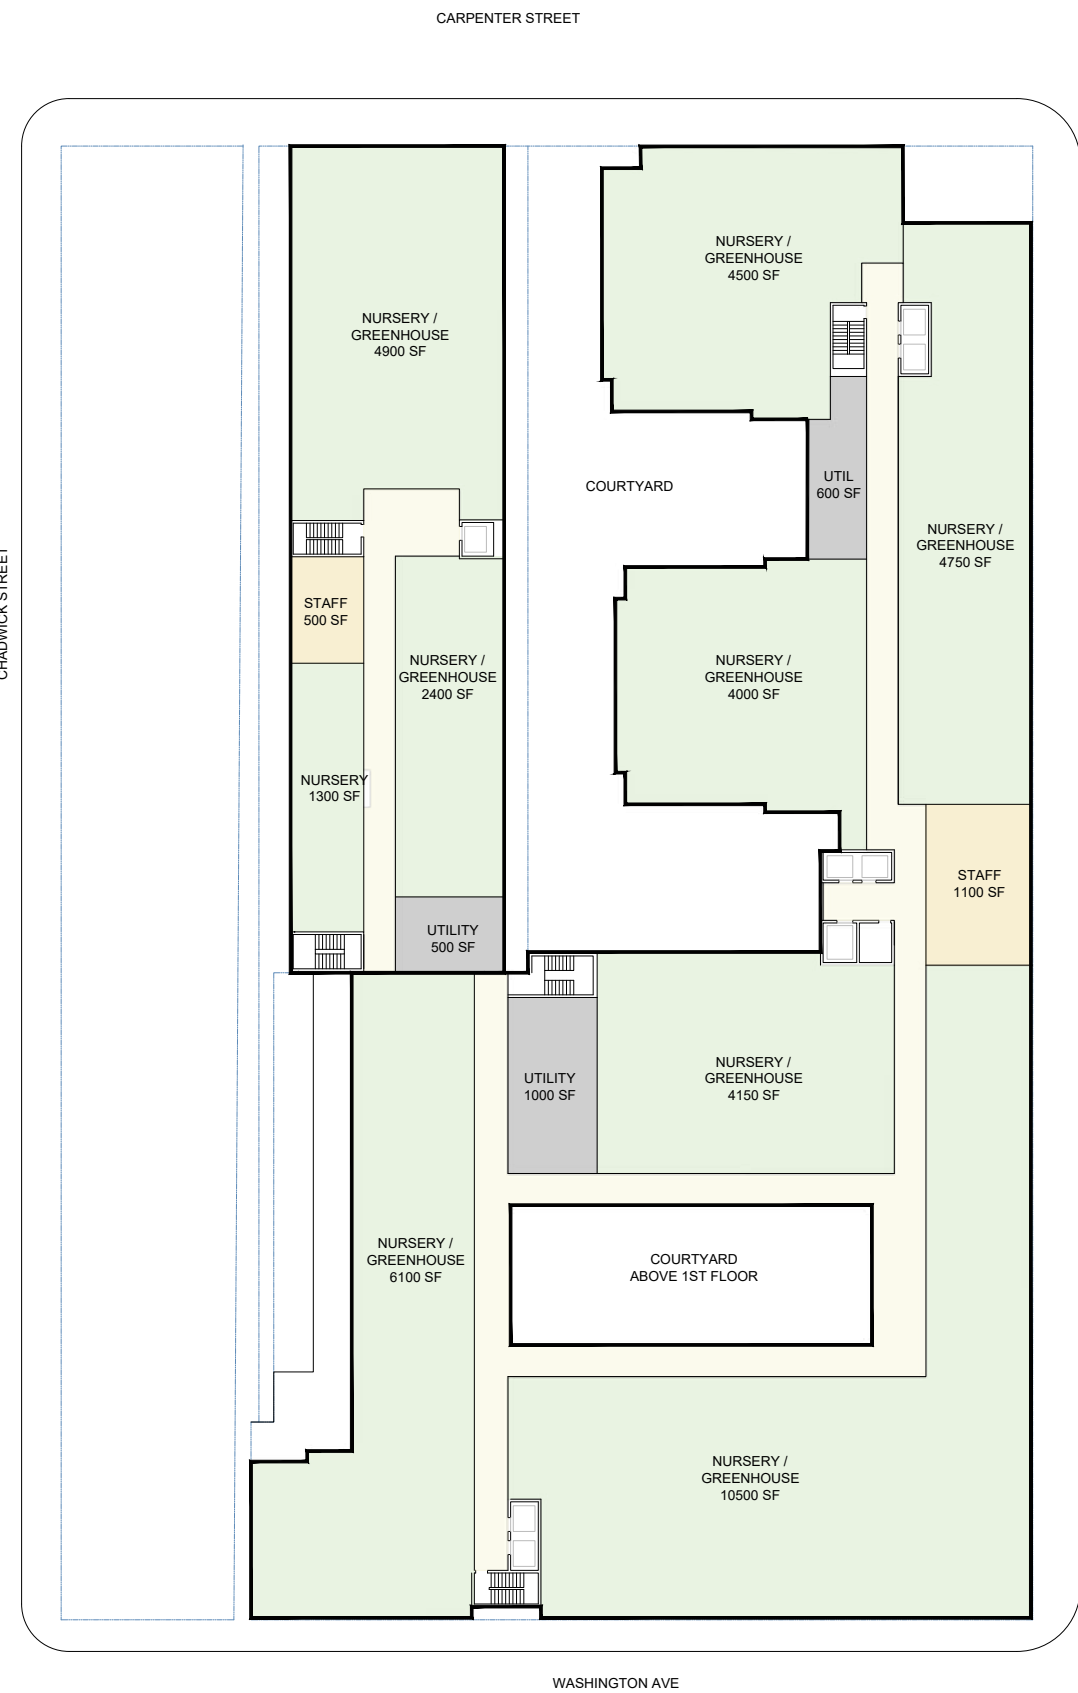 CARPENTER STREET
NURSERY /
GREENHOUSE
4500 SF
NURSERY /
GREENHOUSE
4900 SF
COURTYARD
UTIL
600 SF
NURSERY /
GREENHOUSE
4750 SF
CHADWICK STREET
STAFF
500 SF
NURSERY /
GREENHOUSE
2400 SF
NURSERY /
GREENHOUSE
4000 SF
NURSERY
1300 SF
STAFF
1100 SF
UTILITY
500 SF
UTILITY
1000 SF
NURSERY /
GREENHOUSE
4150 SF
NURSERY /
GREENHOUSE
6100 SF
COURTYARD
ABOVE 1ST FLOOR
NURSERY /
GREENHOUSE
10500 SF
WASHINGTON AVE